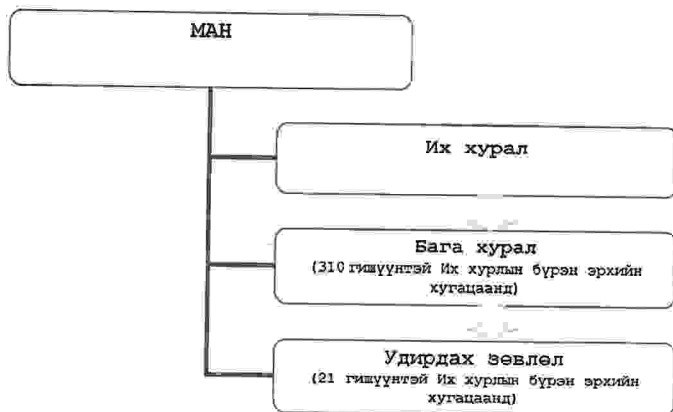 МАН
Их хурал
Бага хурал
(310 гишүүнтэй Их хурлын бүрэн эрхийн
хугацаанд)
Удирдах зөвлөл
(21 гишүүнтэй Их хурлын бүрэн эрхийн
хугацаанд)